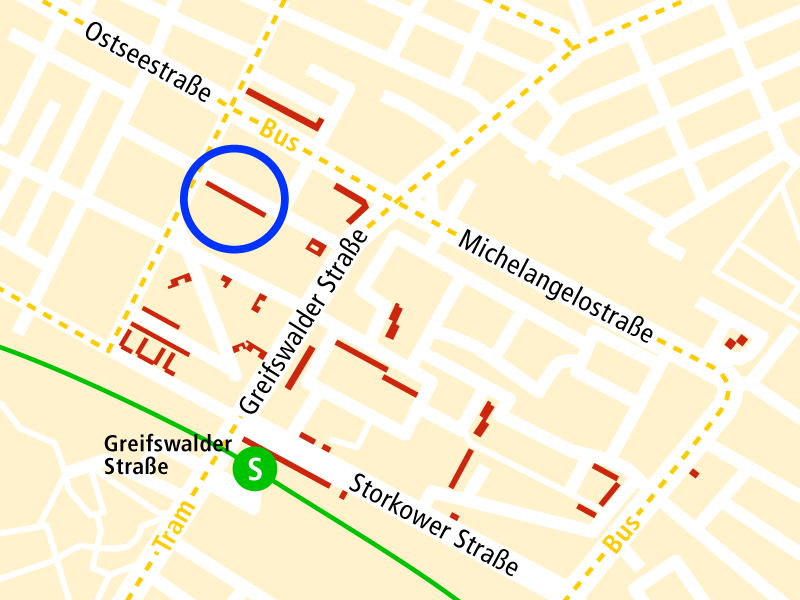 Ostseestraße
Bus
Michelangelostraße
Greifswalder Straße
Greifswalder
Straße
S
Storkower Straße
Tram
Bus